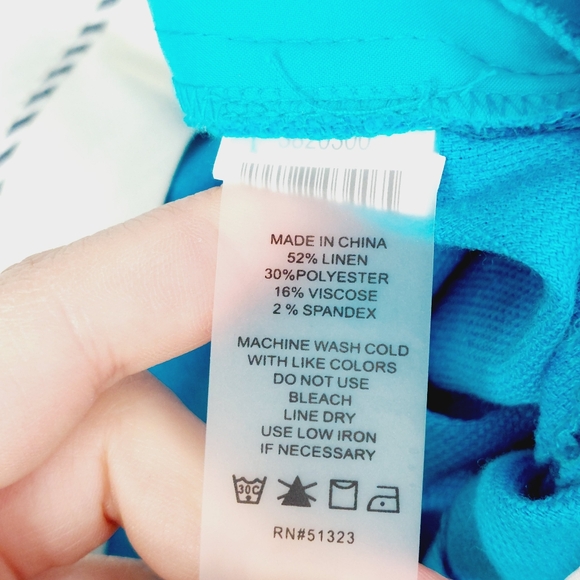 MADE IN CHINA
52% LINEN
30%POLYESTER
16% VISCOSE
2 % SPANDEX
MACHINE WASH COLD
WITH LIKE COLORS
DO NOT USE
BLEACH
LINE DRY
USE LOW IRON
IF NECESSARY
30C
RN#51323